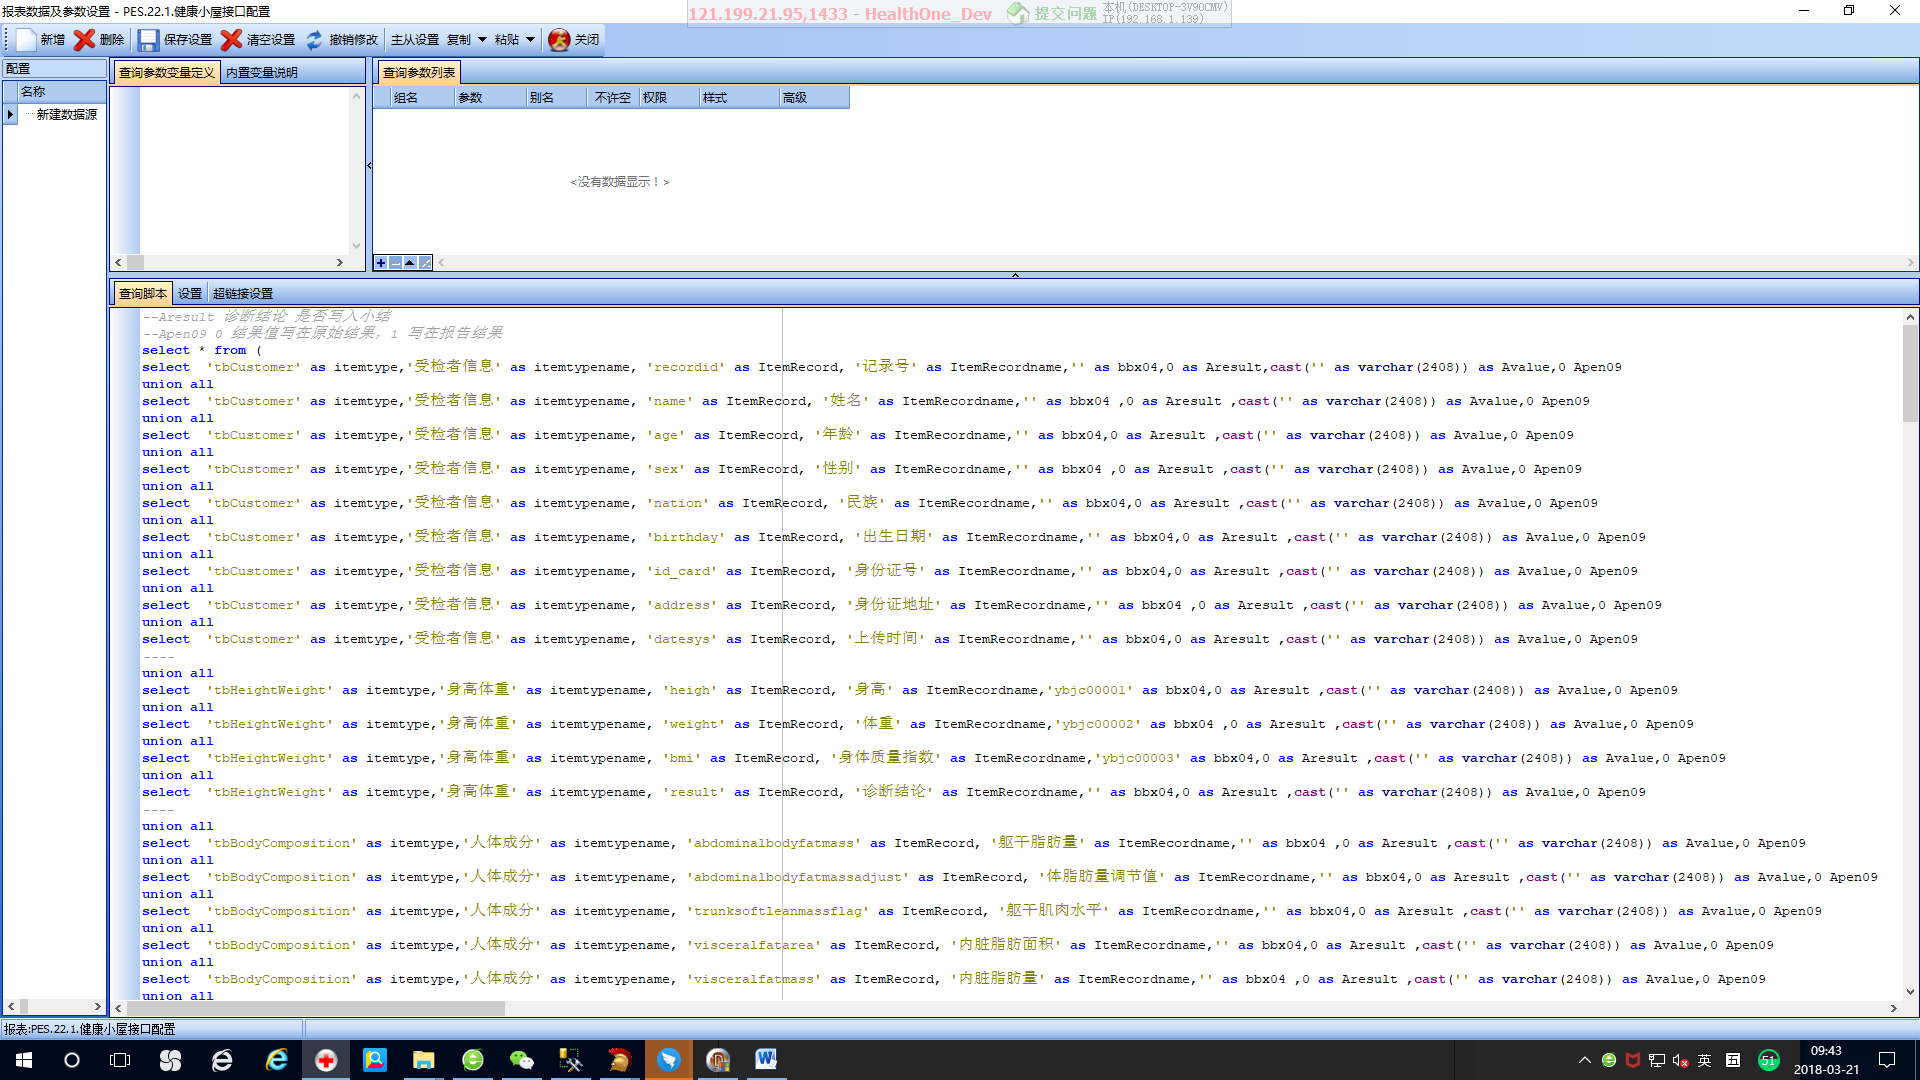 报表数据及参数设置 - PES.22.1.健康小屋接口配置
121.199.21.95,1433 - HealthOne_Dev 提交问题 本机(DESKTOP-3V90CMV)
IP(192.168.1.139)
新增 删除 保存设置 清空设置 撤销修改 主从设置 复制 粘贴 关闭
配置
名称
新建数据源
查询参数变量定义 内置变量说明
查询参数列表
组名 参数 别名 不许空 权限 样式 高级
<没有数据显示！>
查询脚本 设置 超链接设置
--Aresult 诊断结论 是否写入小结
--Apen09 0 结果值写在原始结果，1 写在报告结果
select * from (
select  'tbCustomer' as itemtype,'受检者信息' as itemtypename, 'recordid' as ItemRecord, '记录号' as ItemRecordname,'' as bbx04,0 as Aresult,cast('' as varchar(2408)) as Avalue,0 Apen09
union all
select  'tbCustomer' as itemtype,'受检者信息' as itemtypename, 'name' as ItemRecord, '姓名' as ItemRecordname,'' as bbx04 ,0 as Aresult ,cast('' as varchar(2408)) as Avalue,0 Apen09
union all
select  'tbCustomer' as itemtype,'受检者信息' as itemtypename, 'age' as ItemRecord, '年龄' as ItemRecordname,'' as bbx04,0 as Aresult ,cast('' as varchar(2408)) as Avalue,0 Apen09
union all
select  'tbCustomer' as itemtype,'受检者信息' as itemtypename, 'sex' as ItemRecord, '性别' as ItemRecordname,'' as bbx04 ,0 as Aresult ,cast('' as varchar(2408)) as Avalue,0 Apen09
union all
select  'tbCustomer' as itemtype,'受检者信息' as itemtypename, 'nation' as ItemRecord, '民族' as ItemRecordname,'' as bbx04,0 as Aresult ,cast('' as varchar(2408)) as Avalue,0 Apen09
union all
select  'tbCustomer' as itemtype,'受检者信息' as itemtypename, 'birthday' as ItemRecord, '出生日期' as ItemRecordname,'' as bbx04,0 as Aresult ,cast('' as varchar(2408)) as Avalue,0 Apen09
union all
select  'tbCustomer' as itemtype,'受检者信息' as itemtypename, 'id_card' as ItemRecord, '身份证号' as ItemRecordname,'' as bbx04,0 as Aresult ,cast('' as varchar(2408)) as Avalue,0 Apen09
union all
select  'tbCustomer' as itemtype,'受检者信息' as itemtypename, 'address' as ItemRecord, '身份证地址' as ItemRecordname,'' as bbx04 ,0 as Aresult ,cast('' as varchar(2408)) as Avalue,0 Apen09
union all
select  'tbCustomer' as itemtype,'受检者信息' as itemtypename, 'datesys' as ItemRecord, '上传时间' as ItemRecordname,'' as bbx04,0 as Aresult ,cast('' as varchar(2408)) as Avalue,0 Apen09
----
union all
select  'tbHeightWeight' as itemtype,'身高体重' as itemtypename, 'heigh' as ItemRecord, '身高' as ItemRecordname,'ybjc00001' as bbx04,0 as Aresult ,cast('' as varchar(2408)) as Avalue,0 Apen09
union all
select  'tbHeightWeight' as itemtype,'身高体重' as itemtypename, 'weight' as ItemRecord, '体重' as ItemRecordname,'ybjc00002' as bbx04 ,0 as Aresult ,cast('' as varchar(2408)) as Avalue,0 Apen09
union all
select  'tbHeightWeight' as itemtype,'身高体重' as itemtypename, 'bmi' as ItemRecord, '身体质量指数' as ItemRecordname,'ybjc00003' as bbx04,0 as Aresult ,cast('' as varchar(2408)) as Avalue,0 Apen09
union all
select  'tbHeightWeight' as itemtype,'身高体重' as itemtypename, 'result' as ItemRecord, '诊断结论' as ItemRecordname,'' as bbx04,0 as Aresult ,cast('' as varchar(2408)) as Avalue,0 Apen09
----
union all
select  'tbBodyComposition' as itemtype,'人体成分' as itemtypename, 'abdominalbodyfatmass' as ItemRecord, '躯干脂肪量' as ItemRecordname,'' as bbx04 ,0 as Aresult ,cast('' as varchar(2408)) as Avalue,0 Apen09
union all
select  'tbBodyComposition' as itemtype,'人体成分' as itemtypename, 'abdominalbodyfatmassadjust' as ItemRecord, '体脂肪量调节值' as ItemRecordname,'' as bbx04,0 as Aresult ,cast('' as varchar(2408)) as Avalue,0 Apen09
union all
select  'tbBodyComposition' as itemtype,'人体成分' as itemtypename, 'trunksoftleanmassflag' as ItemRecord, '躯干肌肉水平' as ItemRecordname,'' as bbx04,0 as Aresult ,cast('' as varchar(2408)) as Avalue,0 Apen09
union all
select  'tbBodyComposition' as itemtype,'人体成分' as itemtypename, 'visceralfatarea' as ItemRecord, '内脏脂肪面积' as ItemRecordname,'' as bbx04,0 as Aresult ,cast('' as varchar(2408)) as Avalue,0 Apen09
union all
select  'tbBodyComposition' as itemtype,'人体成分' as itemtypename, 'visceralfatmass' as ItemRecord, '内脏脂肪量' as ItemRecordname,'' as bbx04 ,0 as Aresult ,cast('' as varchar(2408)) as Avalue,0 Apen09
union all
报表:PES.22.1.健康小屋接口配置
英 五 51 09:43
2018-03-21